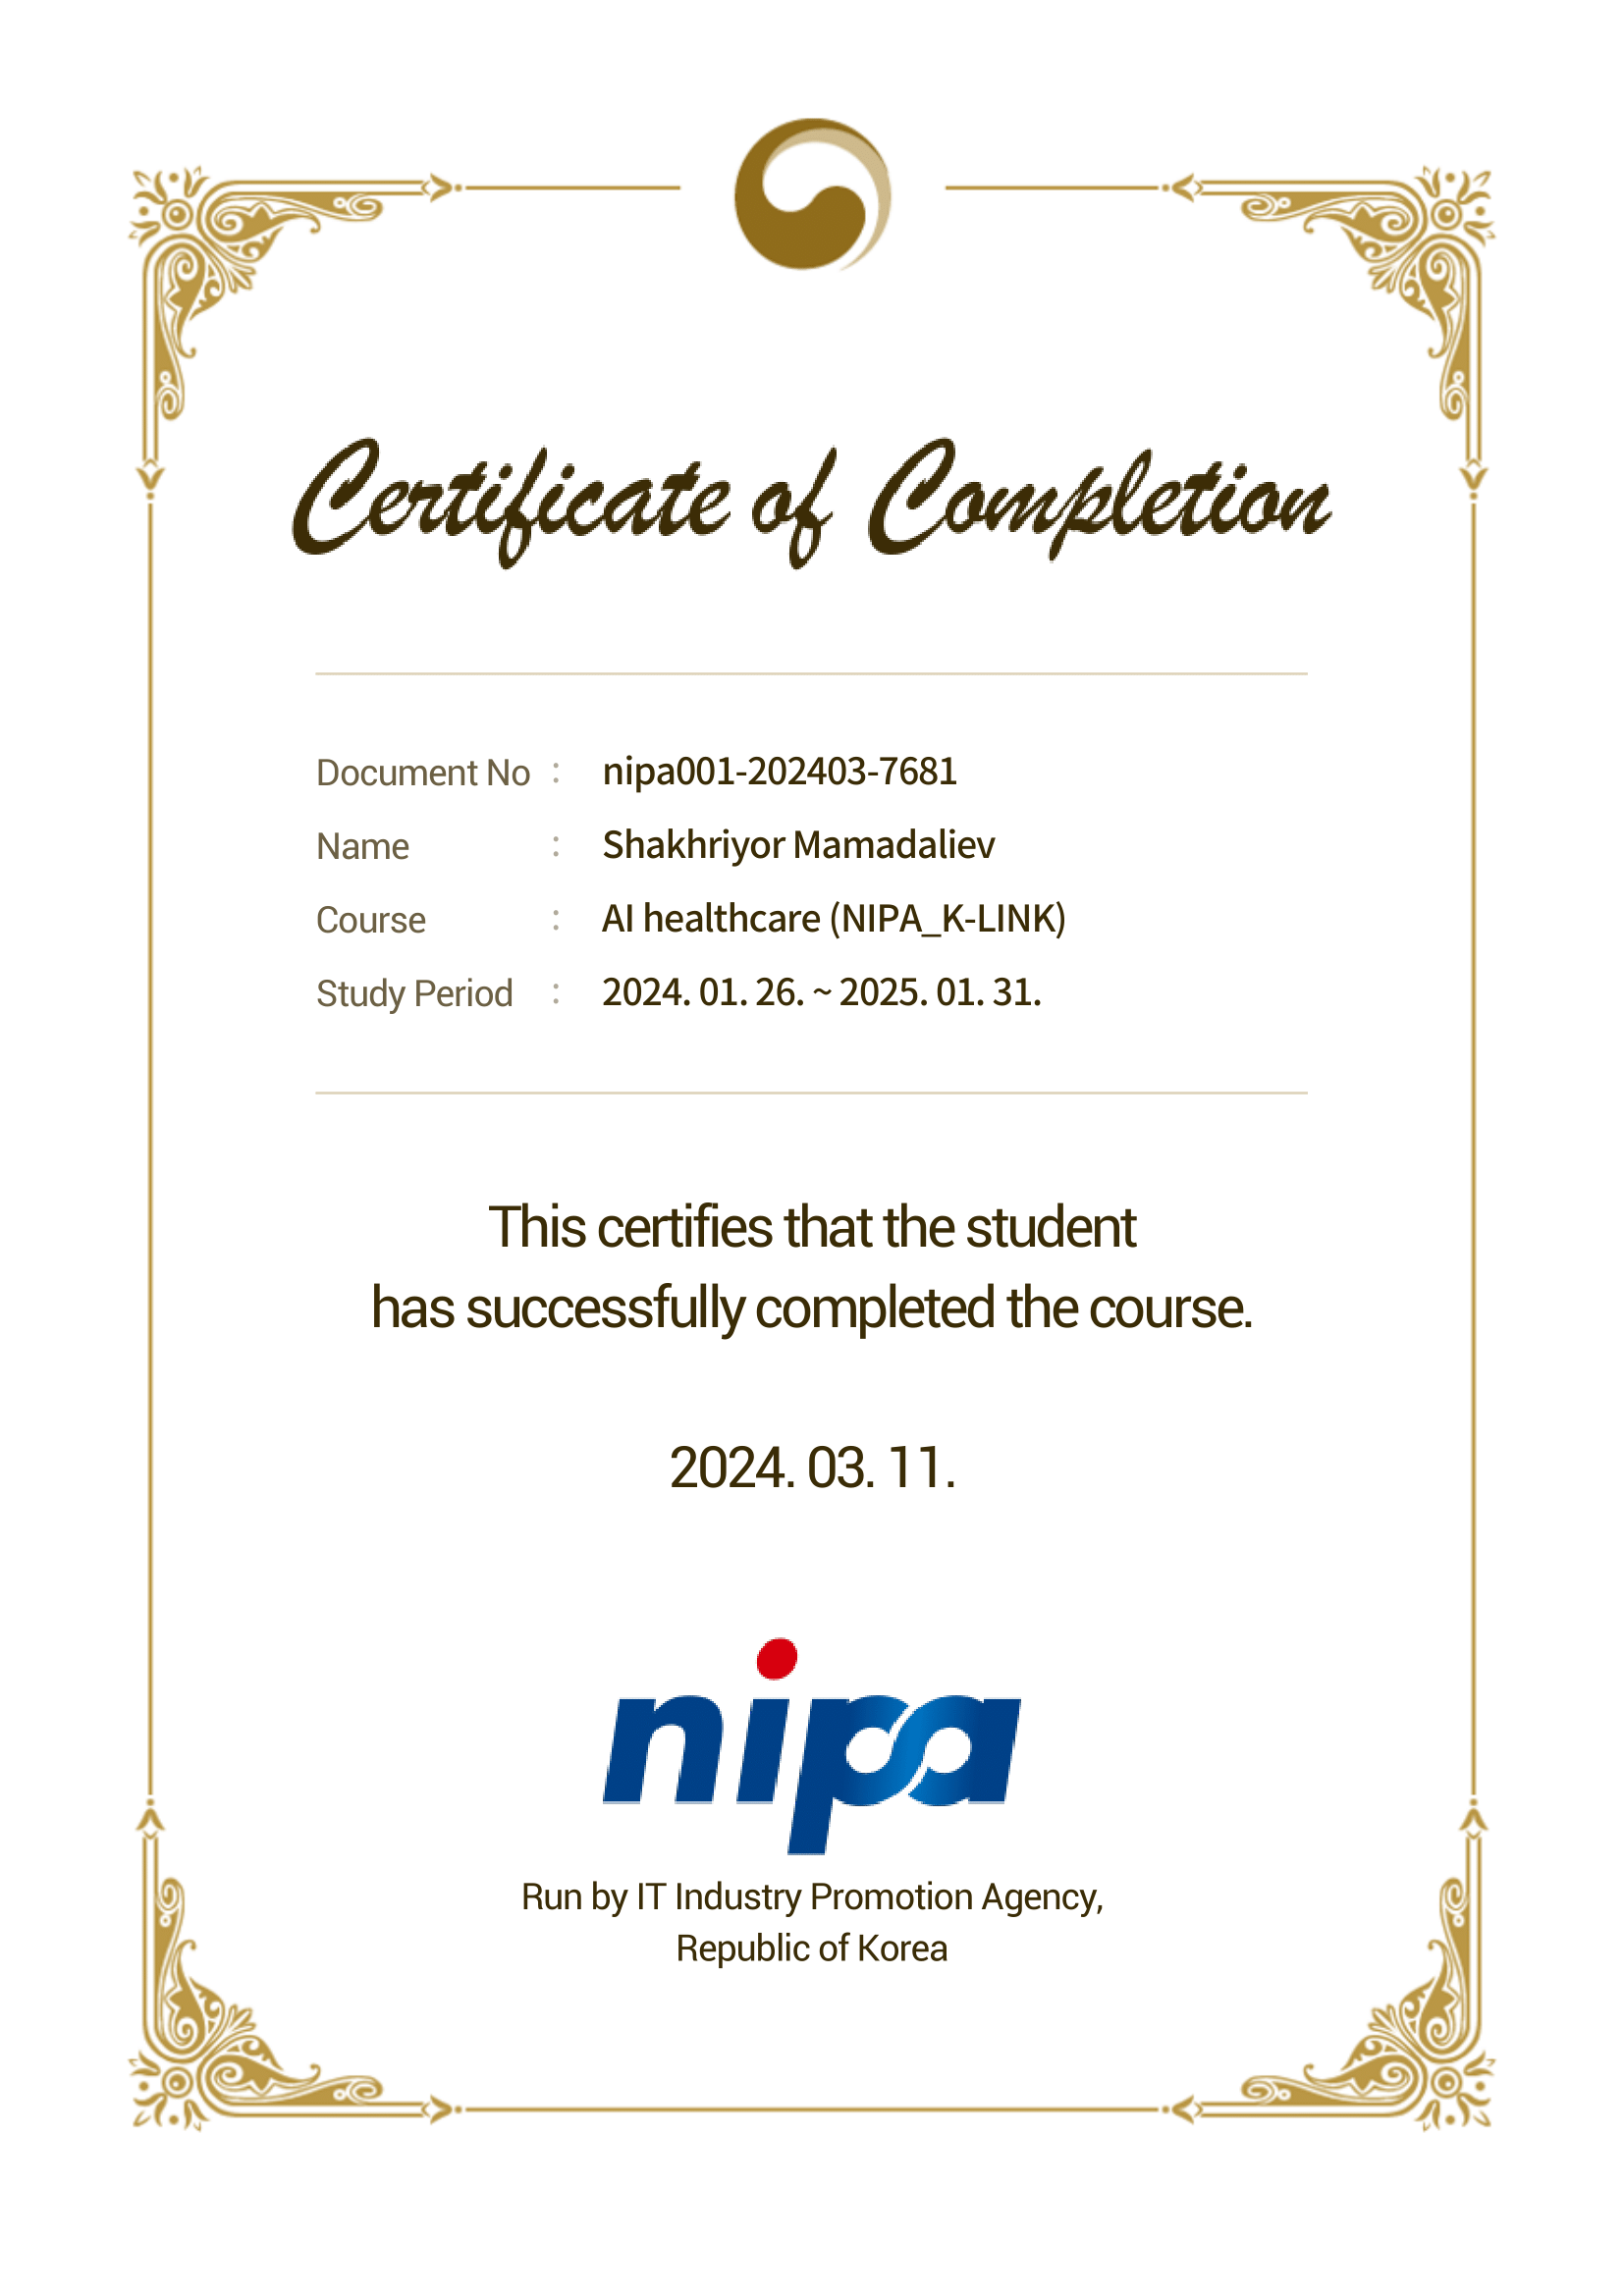 Certificate of Completion
Document No : nipa001-202403-7681
Name : Shakhriyor Mamadaliev
Course : AI healthcare (NIPA_K-LINK)
Study Period : 2024. 01. 26. ~ 2025. 01. 31.
This certifies that the student
has successfully completed the course.
2024. 03. 11.
nipa
Run by IT Industry Promotion Agency,
Republic of Korea